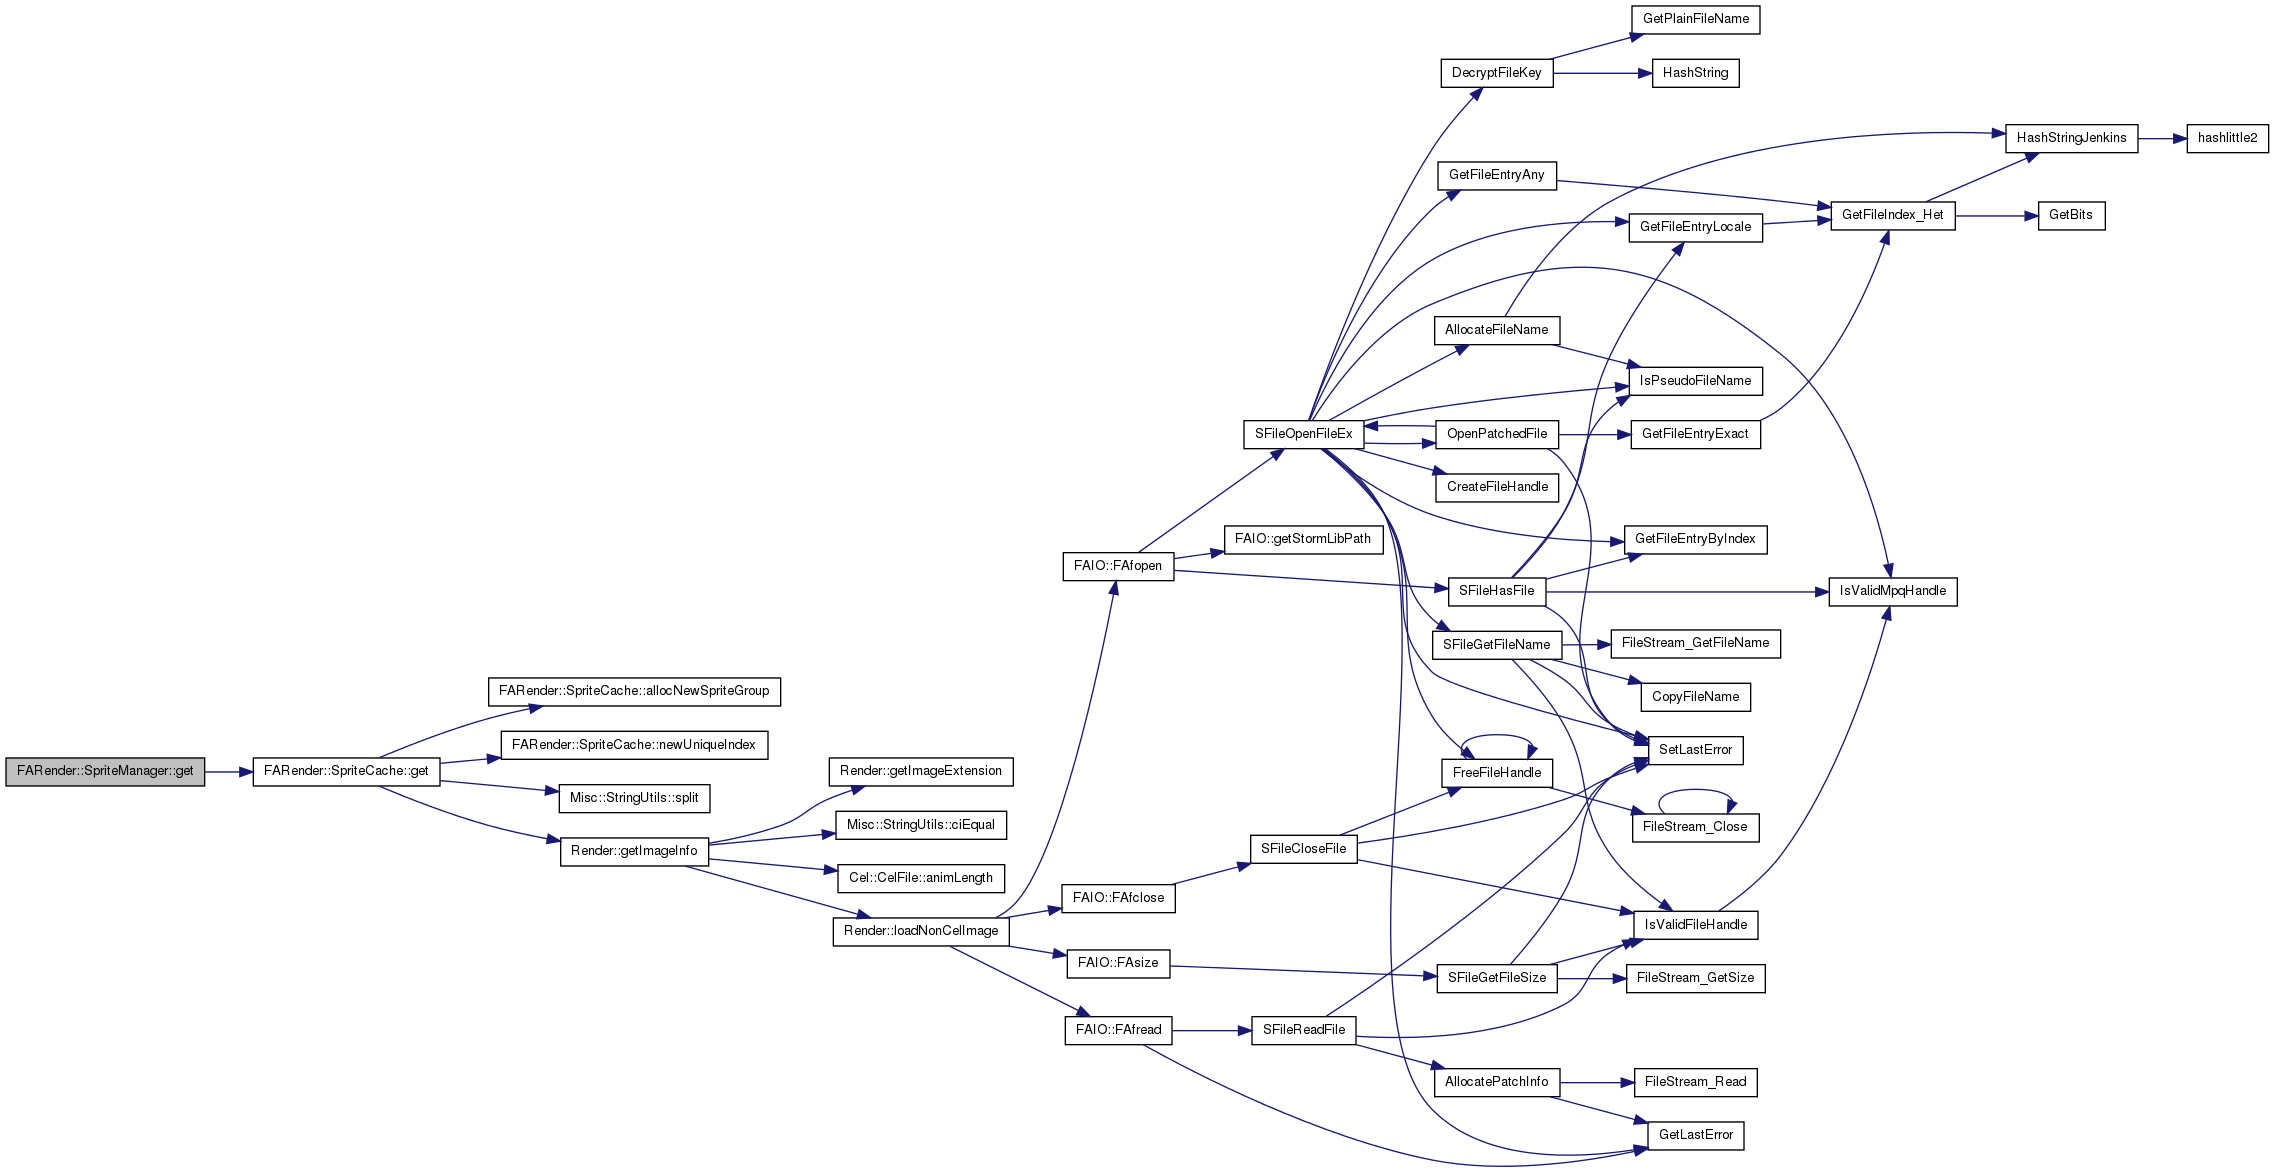 FARender::SpriteManager::get
FARender::SpriteCache::get
FARender::SpriteCache::allocNewSpriteGroup
FARender::SpriteCache::newUniqueIndex
Misc::StringUtils::split
Render::getImageInfo
Render::getImageExtension
Misc::StringUtils::ciEqual
Cel::CelFile::animLength
Render::loadNonCelImage
FAIO::FAfopen
FAIO::FAfclose
FAIO::FAsize
FAIO::FAfread
SFileOpenFileEx
FAIO::getStormLibPath
SFileCloseFile
SFileReadFile
DecryptFileKey
GetFileEntryAny
AllocateFileName
OpenPatchedFile
CreateFileHandle
SFileHasFile
SFileGetFileName
FreeFileHandle
SFileGetFileSize
AllocatePatchInfo
GetPlainFileName
HashString
GetFileEntryLocale
IsPseudoFileName
GetFileEntryExact
GetFileEntryByIndex
FileStream_GetFileName
CopyFileName
SetLastError
FileStream_Close
IsValidFileHandle
FileStream_GetSize
FileStream_Read
GetLastError
GetFileIndex_Het
IsValidMpqHandle
HashStringJenkins
GetBits
hashlittle2